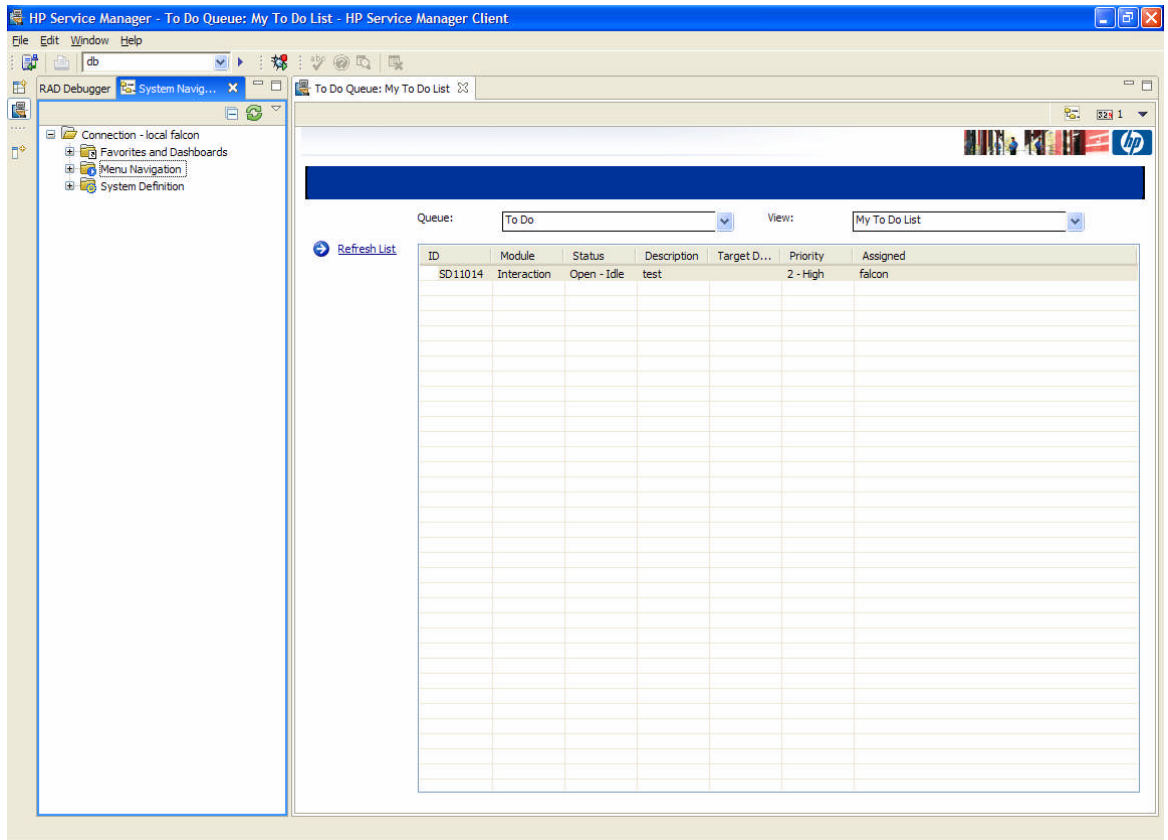 HP Service Manager - To Do Queue: My To Do List - HP Service Manager Client
File Edit Window Help
db
RAD Debugger System Navig...
To Do Queue: My To Do List
1
Connection - local falcon
Favorites and Dashboards
Menu Navigation
System Definition
hp
Queue: To Do View: My To Do List
Refresh List
ID Module Status Description Target D... Priority Assigned
SD11014 Interaction Open - Idle test 2 - High falcon